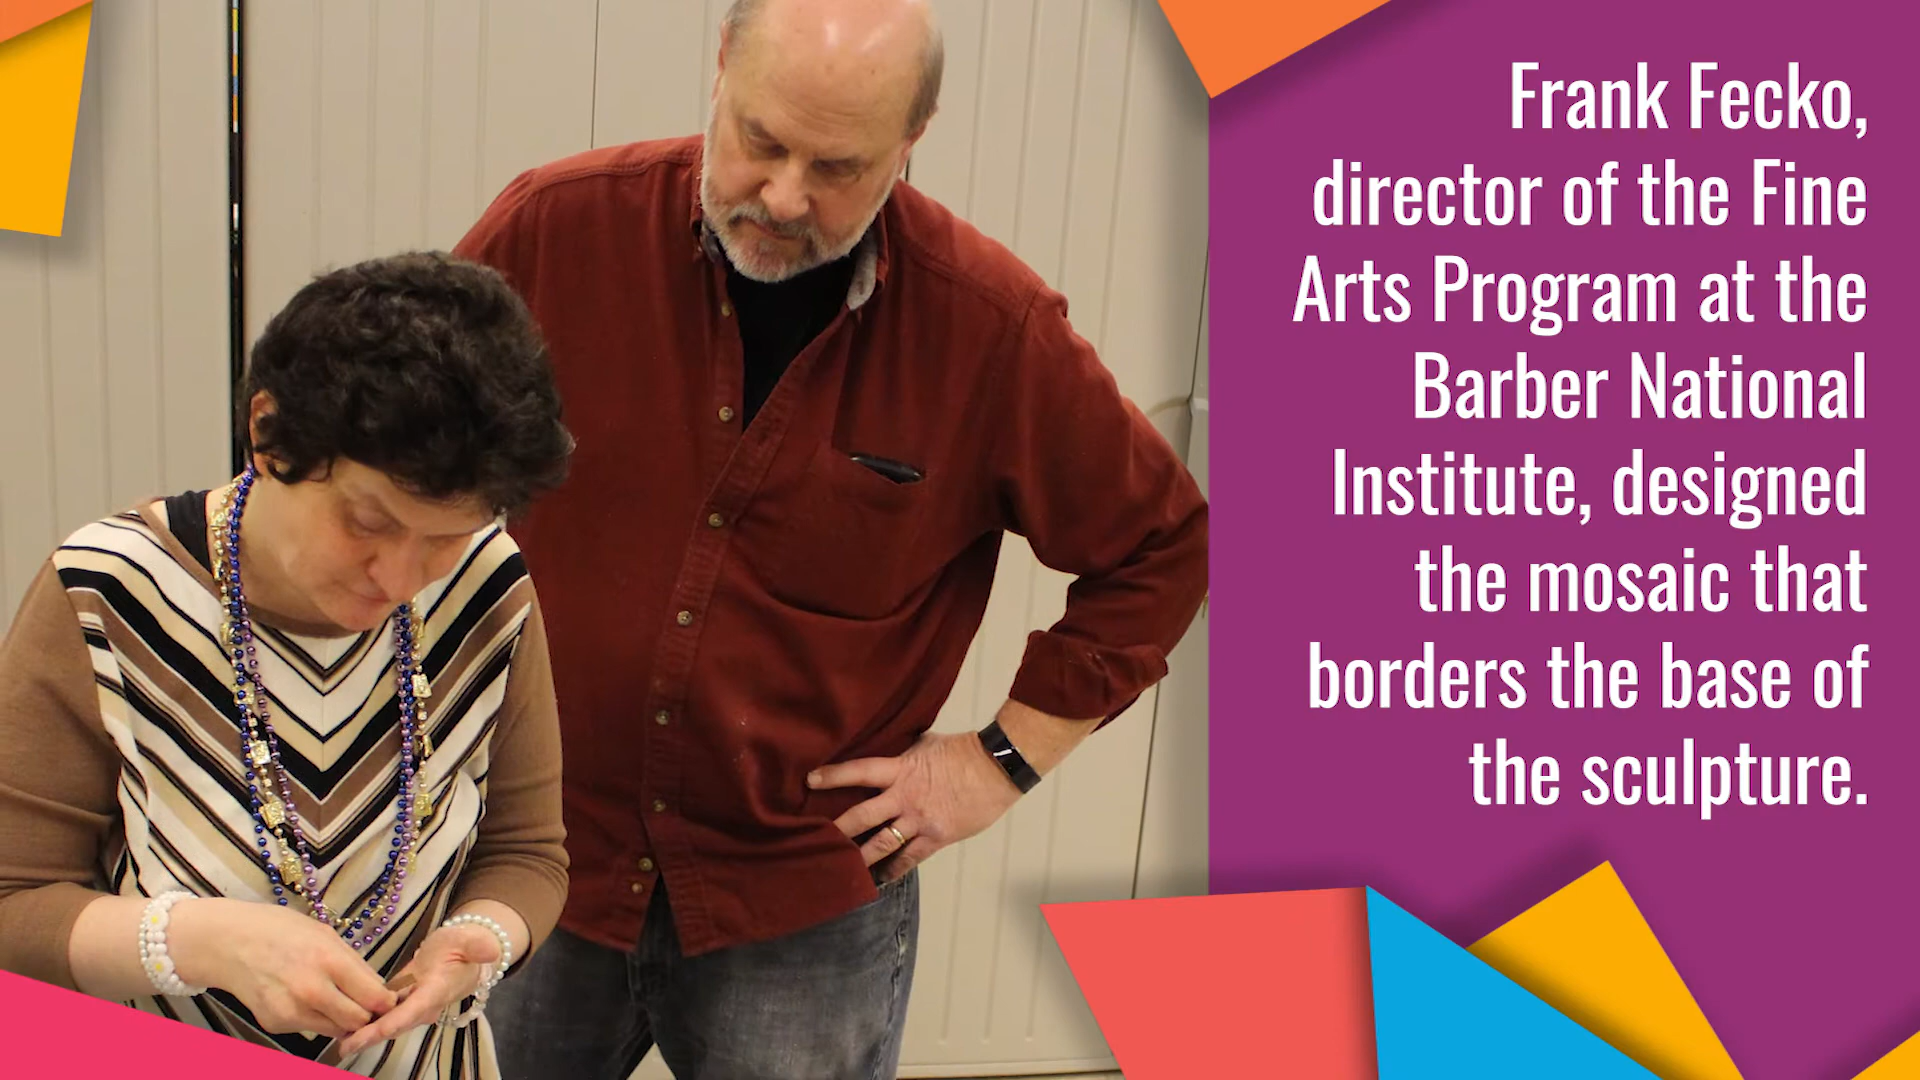 Frank Fecko,
director of the Fine
Arts Program at the
Barber National
Institute, designed
the mosaic that
borders the base of
the sculpture.